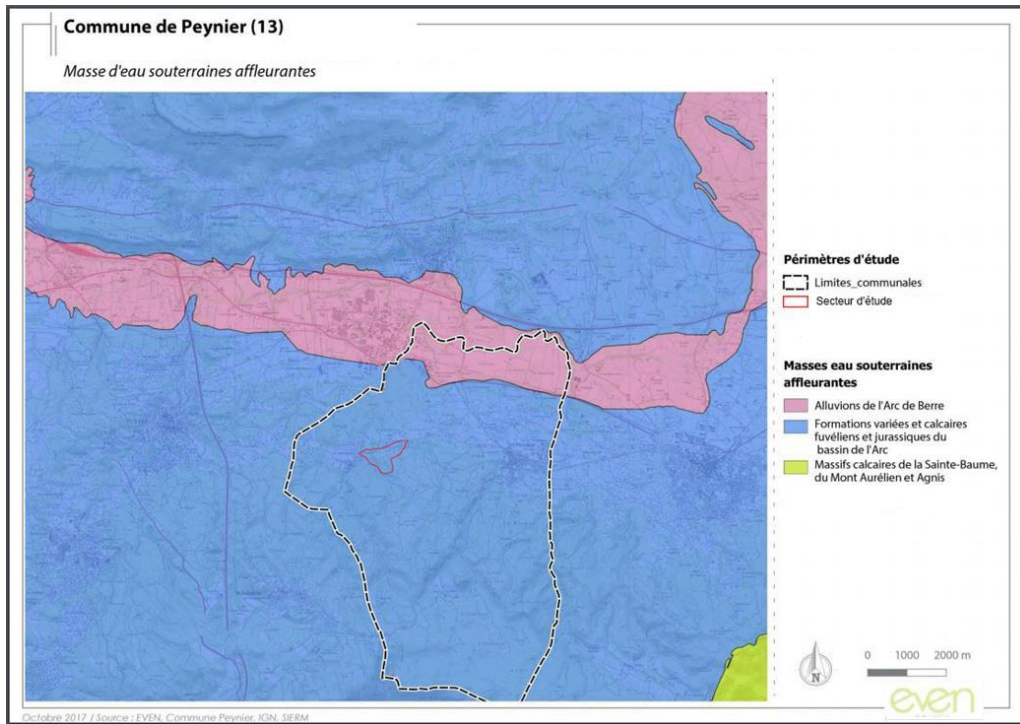 Commune de Peynier (13)
Masse d'eau souterraines affleurantes
Périmètres d'étude
Limites_communales
Secteur d'étude
Masses eau souterraines
affleurantes
Alluvions de l'Arc de Berre
Formations variées et calcaires
fuvéliens et jurassiques du
bassin de l'Arc
Massifs calcaires de la Sainte-Baume,
du Mont Aurélien et Agnis
N
0 1000 2000 m
even
Octobre 2017 / Source : EVEN, Commune Peynier, IGN, SIERM